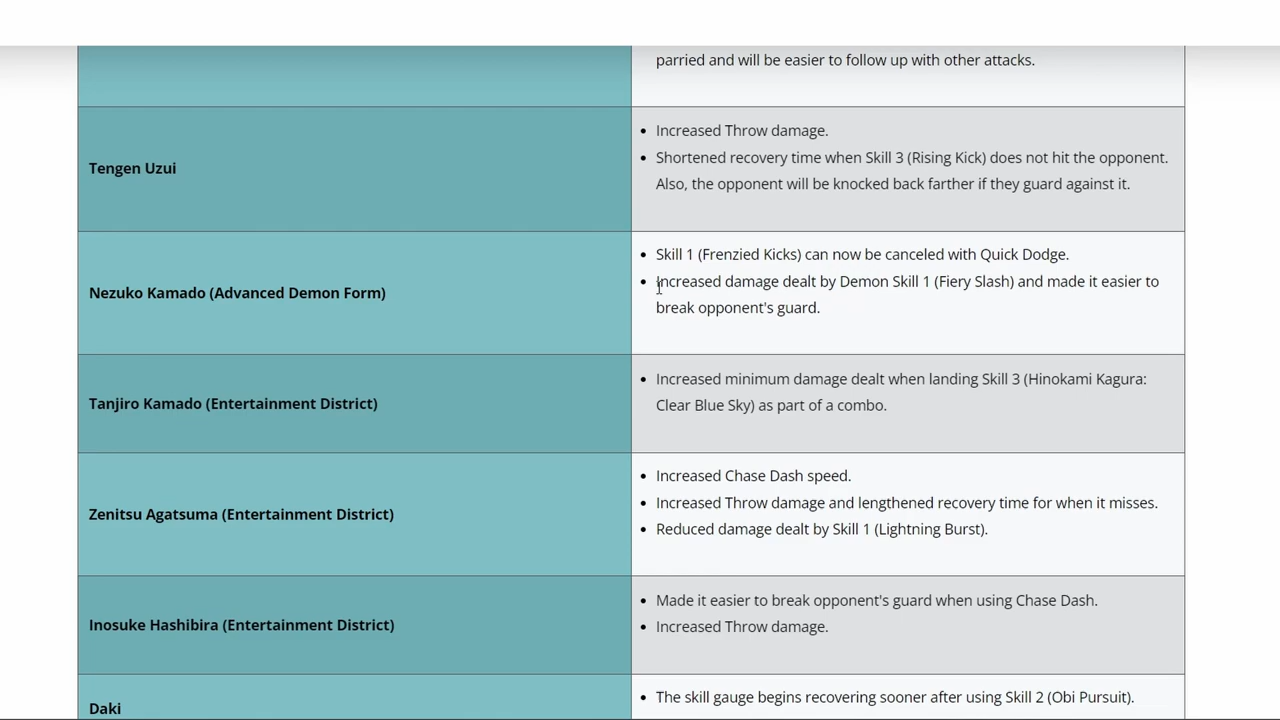 parried and will be easier to follow up with other attacks.
Tengen Uzui
Increased Throw damage.
Shortened recovery time when Skill 3 (Rising Kick) does not hit the opponent.
Also, the opponent will be knocked back farther if they guard against it.
Nezuko Kamado (Advanced Demon Form)
Skill 1 (Frenzied Kicks) can now be canceled with Quick Dodge.
Increased damage dealt by Demon Skill 1 (Fiery Slash) and made it easier to
break opponent's guard.
Tanjiro Kamado (Entertainment District)
Increased minimum damage dealt when landing Skill 3 (Hinokami Kagura:
Clear Blue Sky) as part of a combo.
Zenitsu Agatsuma (Entertainment District)
Increased Chase Dash speed.
Increased Throw damage and lengthened recovery time for when it misses.
Reduced damage dealt by Skill 1 (Lightning Burst).
Inosuke Hashibira (Entertainment District)
Made it easier to break opponent's guard when using Chase Dash.
Increased Throw damage.
Daki
The skill gauge begins recovering sooner after using Skill 2 (Obi Pursuit).